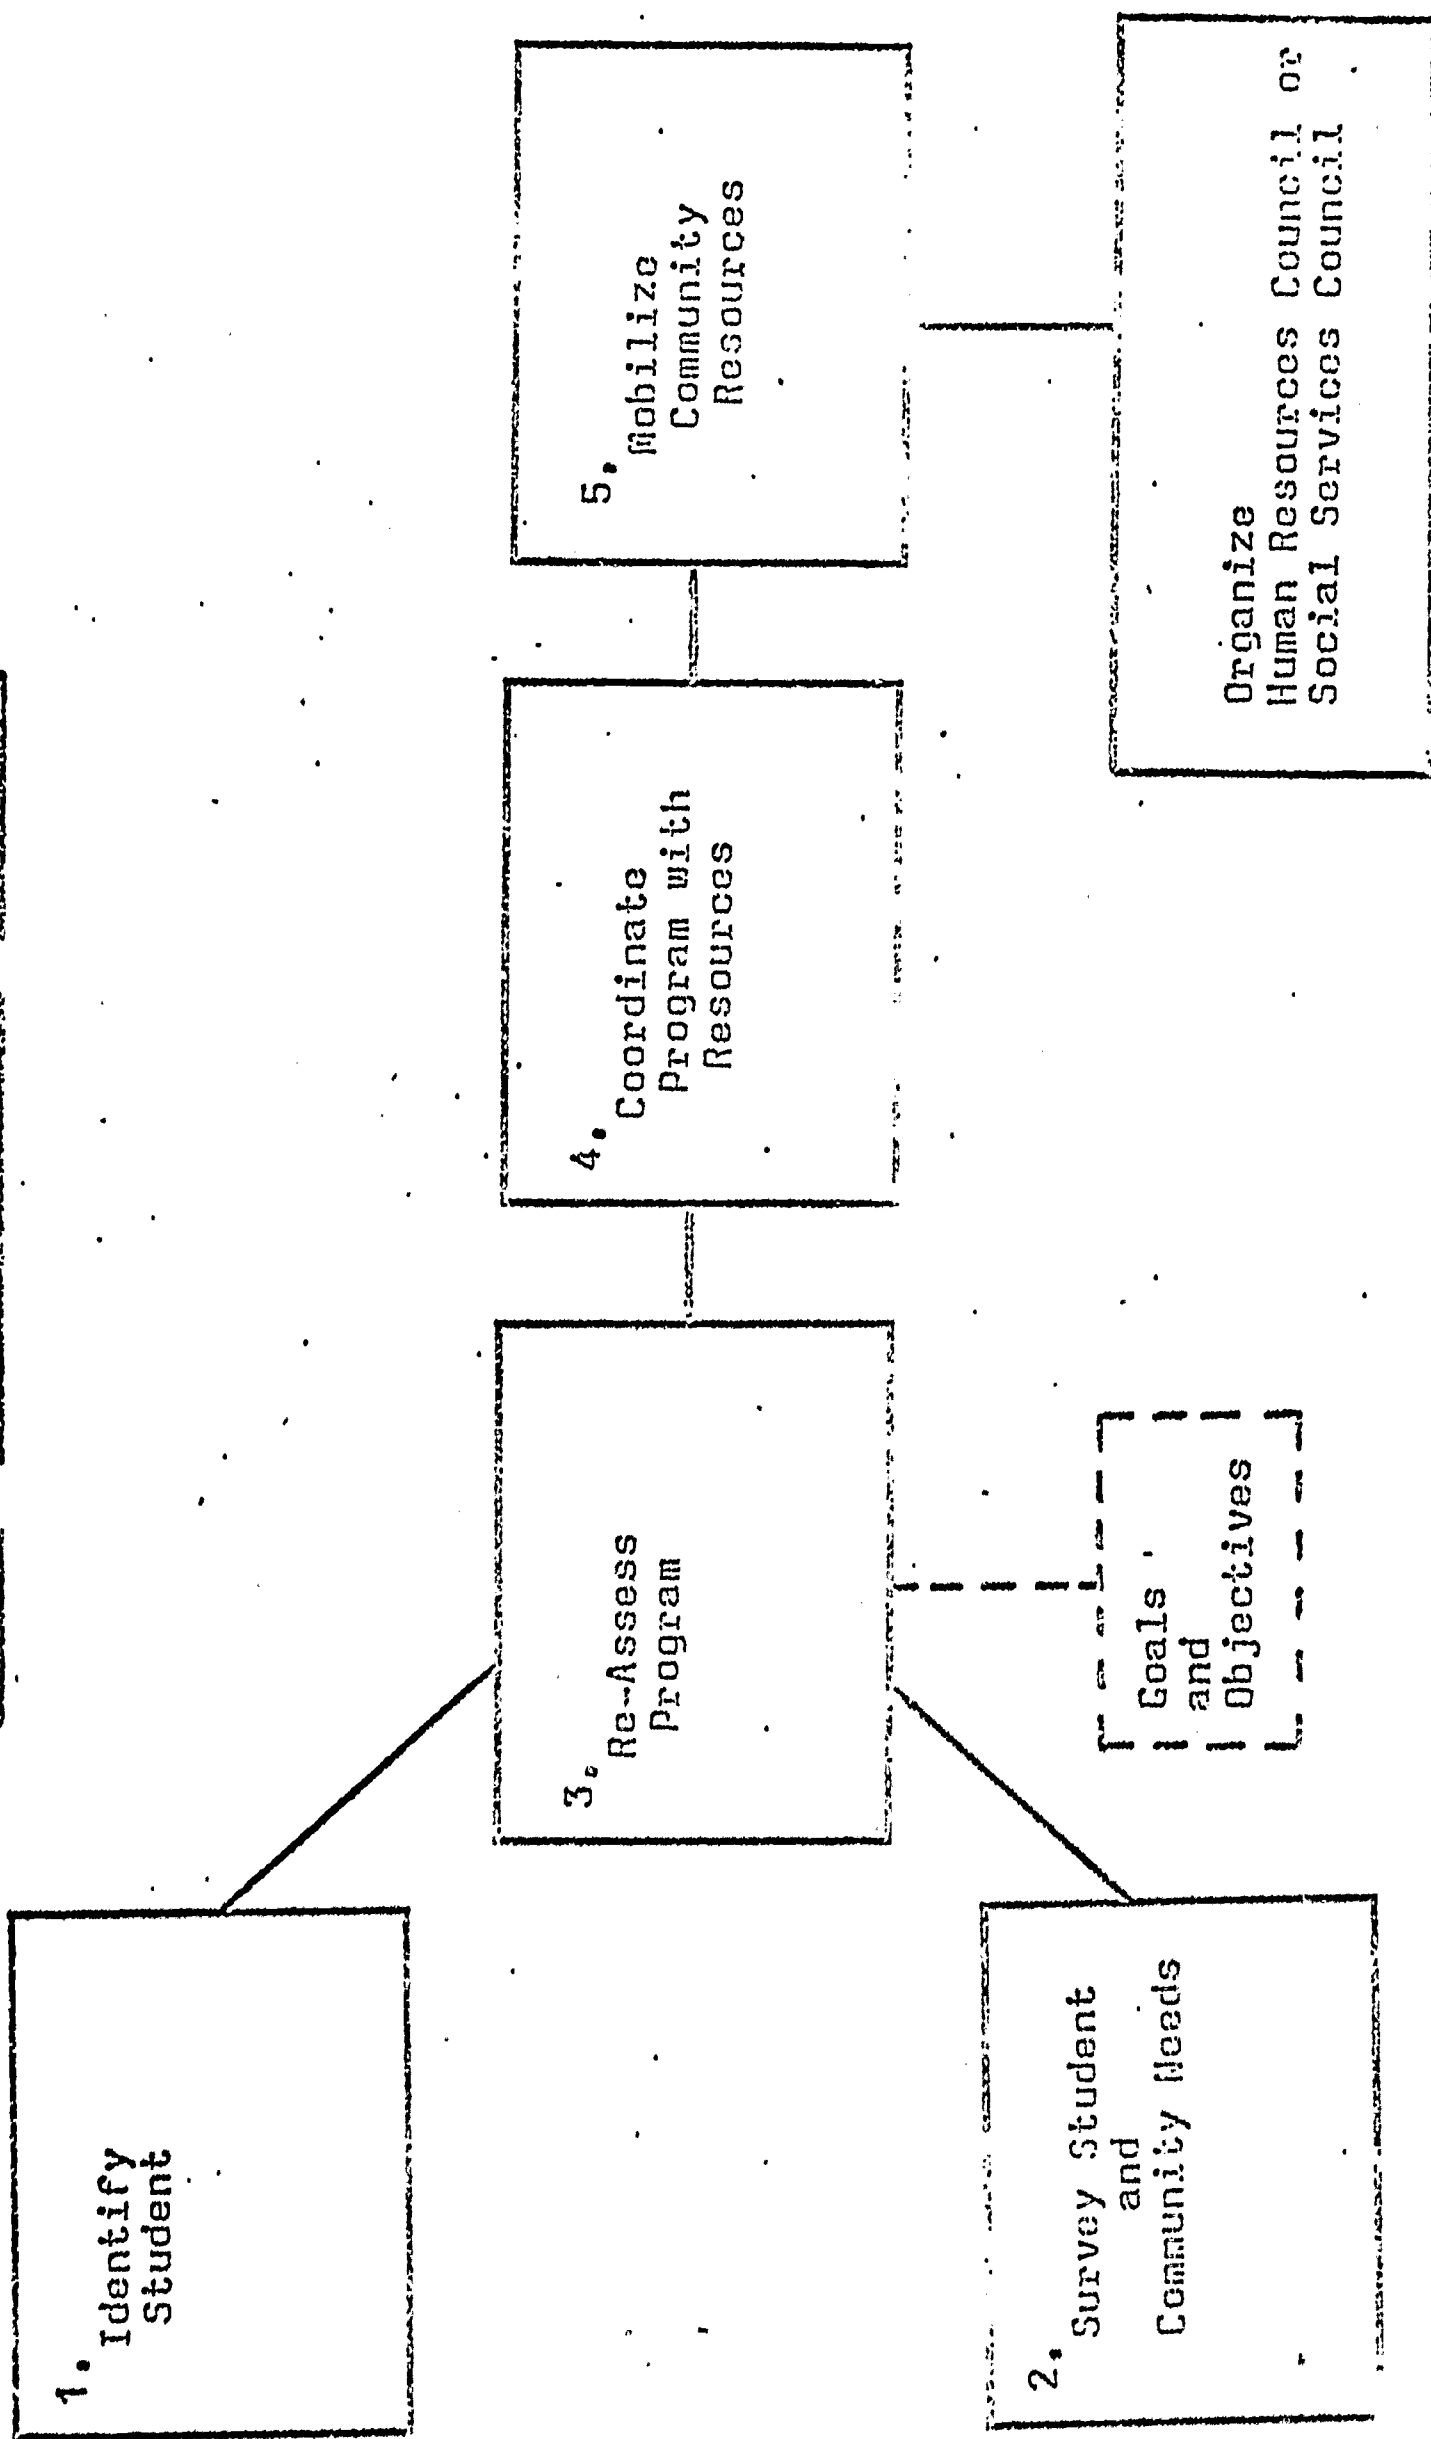 1.
Identify
Student
2.
Survey Student
and
Community Needs
3.
Re-Assess
Program
Goals
and
Objectives
4.
Coordinate
Program with
Resources
5.
Mobilize
Community
Resources
Organize
Human Resources Council or
Social Services Council